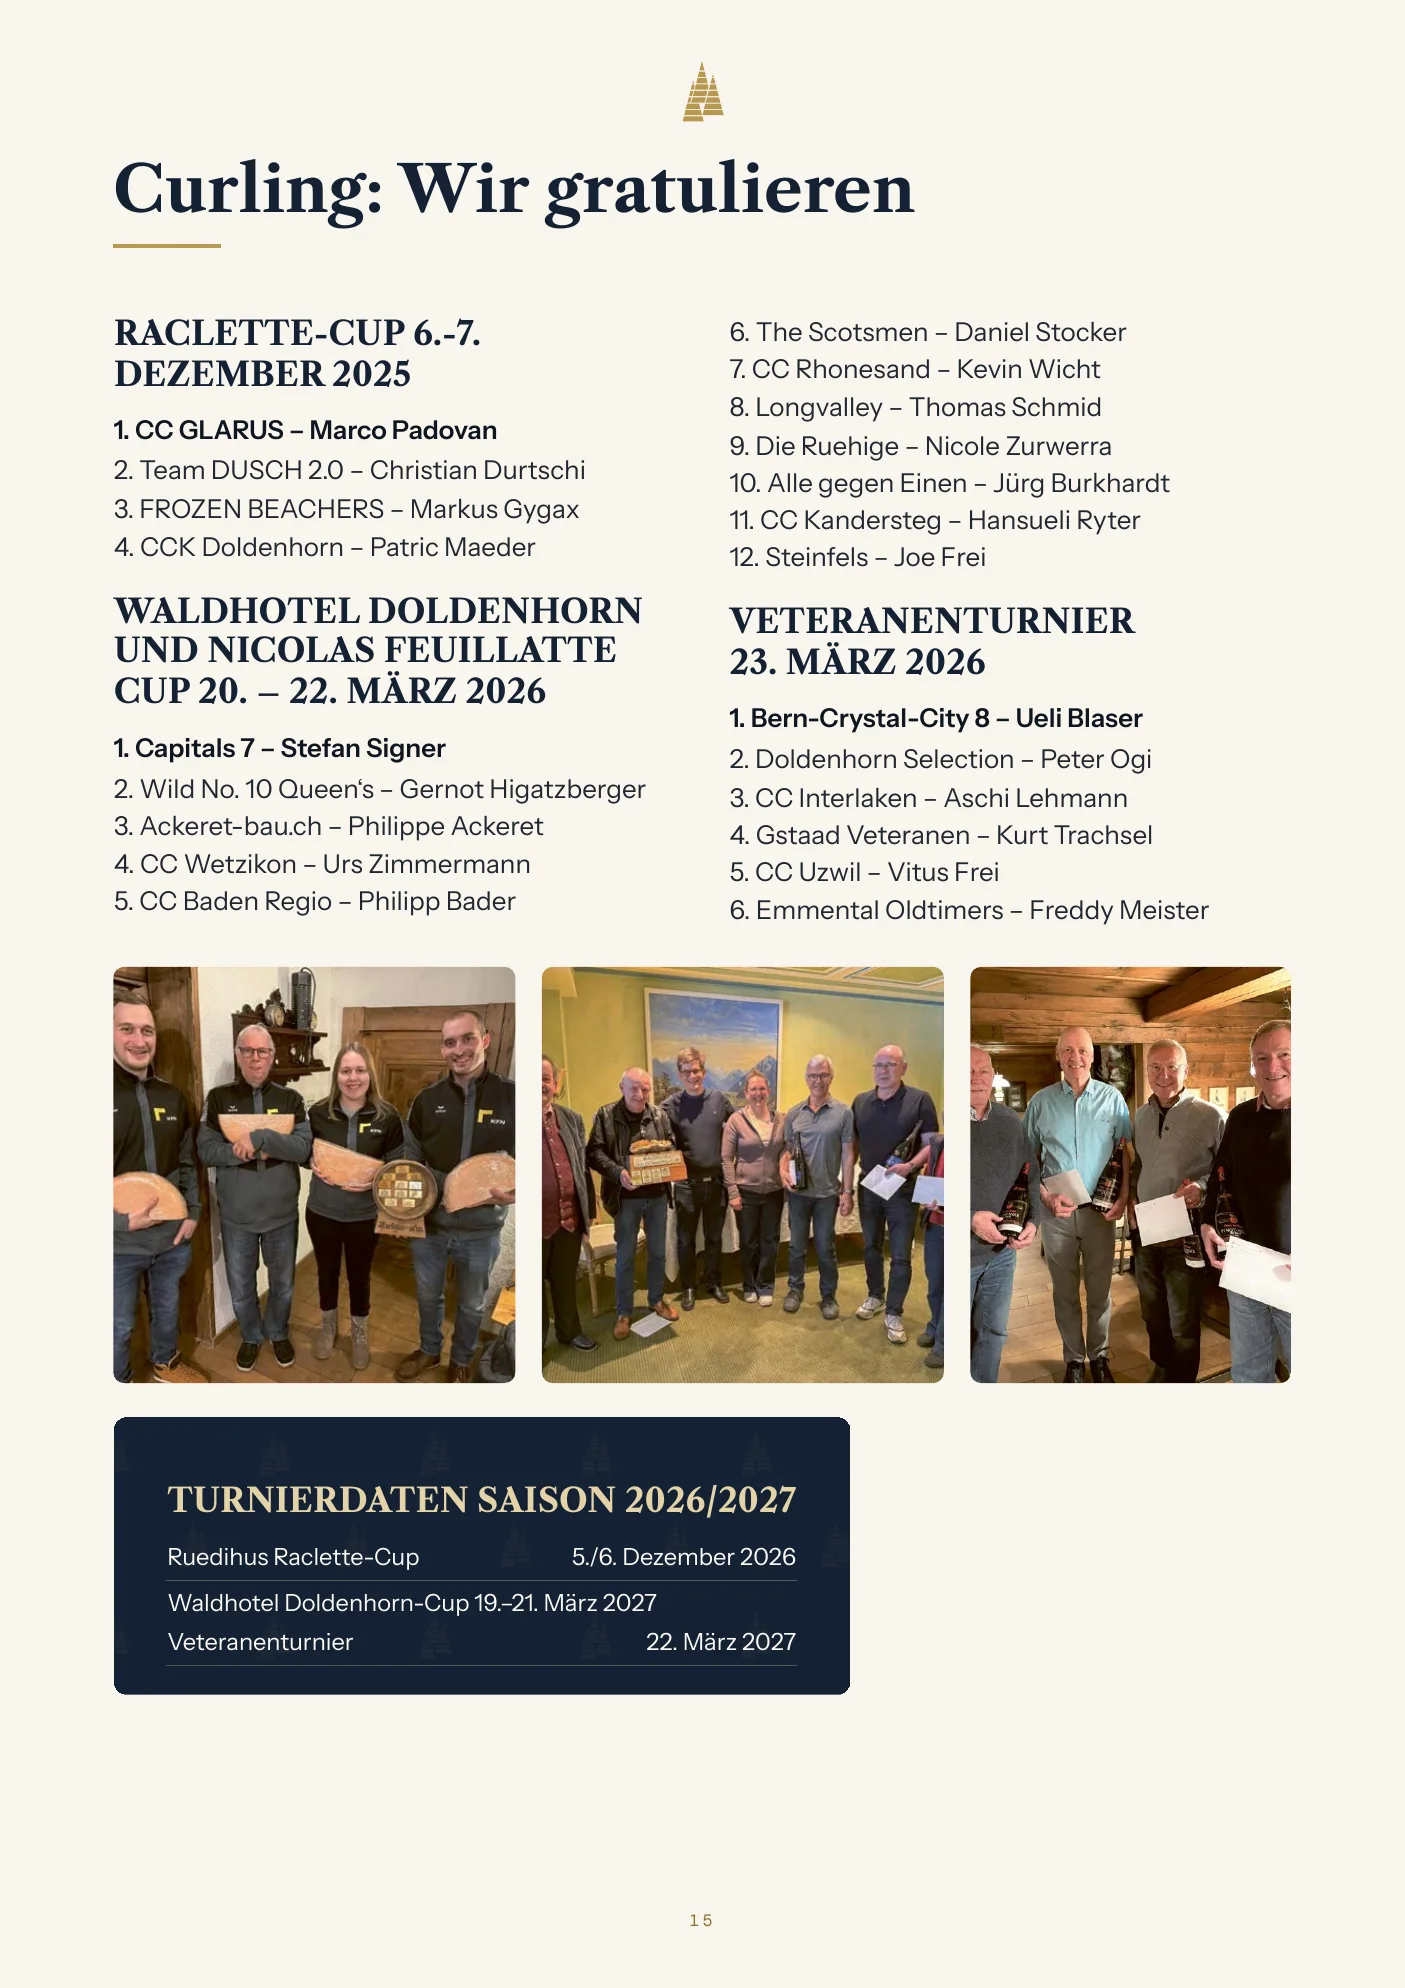 Curling: Wir gratulieren
RACLETTE-CUP 6.-7.
DEZEMBER 2025
1. CC GLARUS – Marco Padovan
2. Team DUSCH 2.0 – Christian Durtschi
3. FROZEN BEACHERS – Markus Gygax
4. CCK Doldenhorn – Patric Maeder
WALDHOTEL DOLDENHORN
UND NICOLAS FEUILLATTE
CUP 20. – 22. MÄRZ 2026
1. Capitals 7 – Stefan Signer
2. Wild No. 10 Queen‘s – Gernot Higatzberger
3. Ackeret-bau.ch – Philippe Ackeret
4. CC Wetzikon – Urs Zimmermann
5. CC Baden Regio – Philipp Bader
6. The Scotsmen – Daniel Stocker
7. CC Rhonesand – Kevin Wicht
8. Longvalley – Thomas Schmid
9. Die Ruehige – Nicole Zurwerra
10. Alle gegen Einen – Jürg Burkhardt
11. CC Kandersteg – Hansueli Ryter
12. Steinfels – Joe Frei
VETERANENTURNIER
23. MÄRZ 2026
1. Bern-Crystal-City 8 – Ueli Blaser
2. Doldenhorn Selection – Peter Ogi
3. CC Interlaken – Aschi Lehmann
4. Gstaad Veteranen – Kurt Trachsel
5. CC Uzwil – Vitus Frei
6. Emmental Oldtimers – Freddy Meister
TURNIERDATEN SAISON 2026/2027
Ruedihus Raclette-Cup 5./6. Dezember 2026
Waldhotel Doldenhorn-Cup 19.–21. März 2027
Veteranenturnier 22. März 2027
15